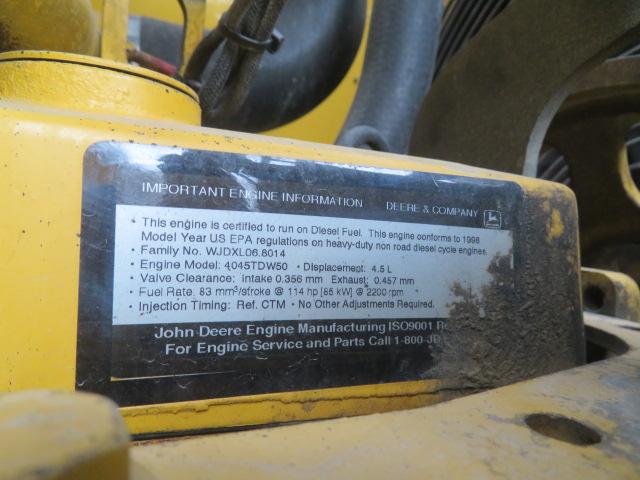 IMPORTANT ENGINE INFORMATION DEERE & COMPANY
• This engine is certified to run on Diesel Fuel. This engine conforms to 1998
Model Year US EPA regulations on heavy-duty non road diesel cycle engines.
• Family No. WJDXL06.8014
• Engine Model: 4045TDW50 • Displacement: 4.5 L
• Valve Clearance: Intake 0.356 mm Exhaust: 0.457 mm
• Fuel Rate: 83 mm³/stroke @ 114 hp [85 kW] @ 2200 rpm
• Injection Timing: Ref. CTM • No Other Adjustments Required.
John Deere Engine Manufacturing ISO9001
For Engine Service and Parts Call 1-800-JD